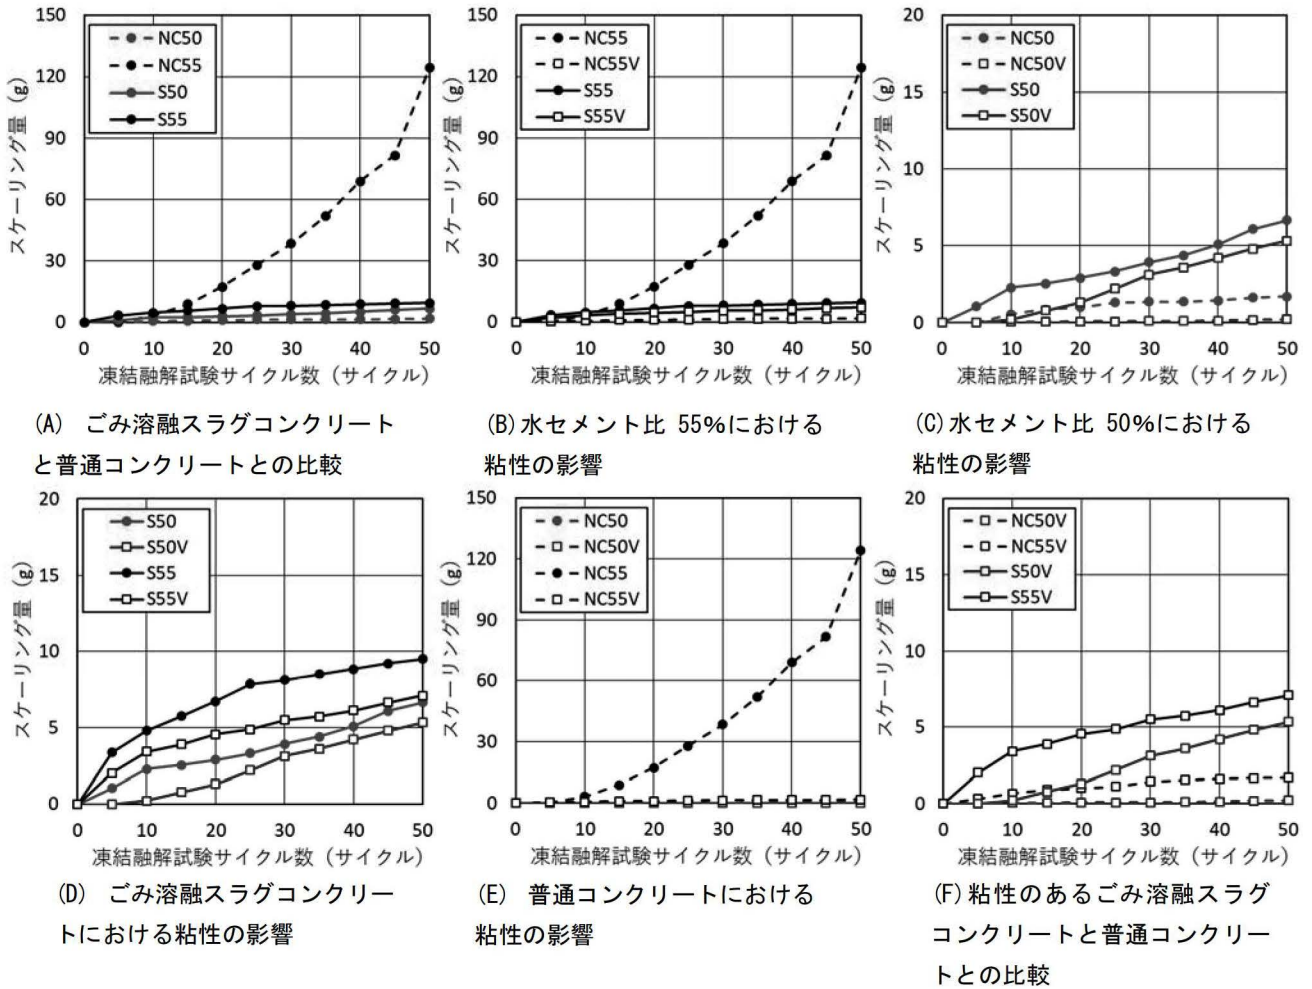 150
120
90
60
30
0
スケーリング量 (g)
NC50
NC55
S50
S55
0 10 20 30 40 50
凍結融解試験サイクル数 (サイクル)
(A) ごみ溶融スラグコンクリート
と普通コンクリートとの比較
150
120
90
60
30
0
スケーリング量 (g)
NC55
NC55V
S55
S55V
0 10 20 30 40 50
凍結融解試験サイクル数 (サイクル)
(B)水セメント比 55%における
粘性の影響
20
15
10
5
0
スケーリング量 (g)
NC50
NC50V
S50
S50V
0 10 20 30 40 50
凍結融解試験サイクル数 (サイクル)
(C)水セメント比 50%における
粘性の影響
20
15
10
5
0
スケーリング量 (g)
S50
S50V
S55
S55V
0 10 20 30 40 50
凍結融解試験サイクル数 (サイクル)
(D) ごみ溶融スラグコンクリー
トにおける粘性の影響
150
120
90
60
30
0
スケーリング量 (g)
NC50
NC50V
NC55
NC55V
0 10 20 30 40 50
凍結融解試験サイクル数 (サイクル)
(E) 普通コンクリートにおける
粘性の影響
20
15
10
5
0
スケーリング量 (g)
NC50V
NC55V
S50V
S55V
0 10 20 30 40 50
凍結融解試験サイクル数 (サイクル)
(F)粘性のあるごみ溶融スラグ
コンクリートと普通コンクリー
トとの比較